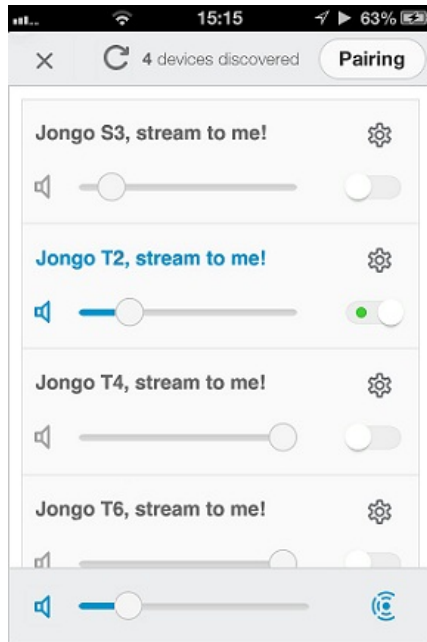 15:15
63%
4 devices discovered
Pairing
Jongo S3, stream to me!
Jongo T2, stream to me!
Jongo T4, stream to me!
Jongo T6, stream to me!